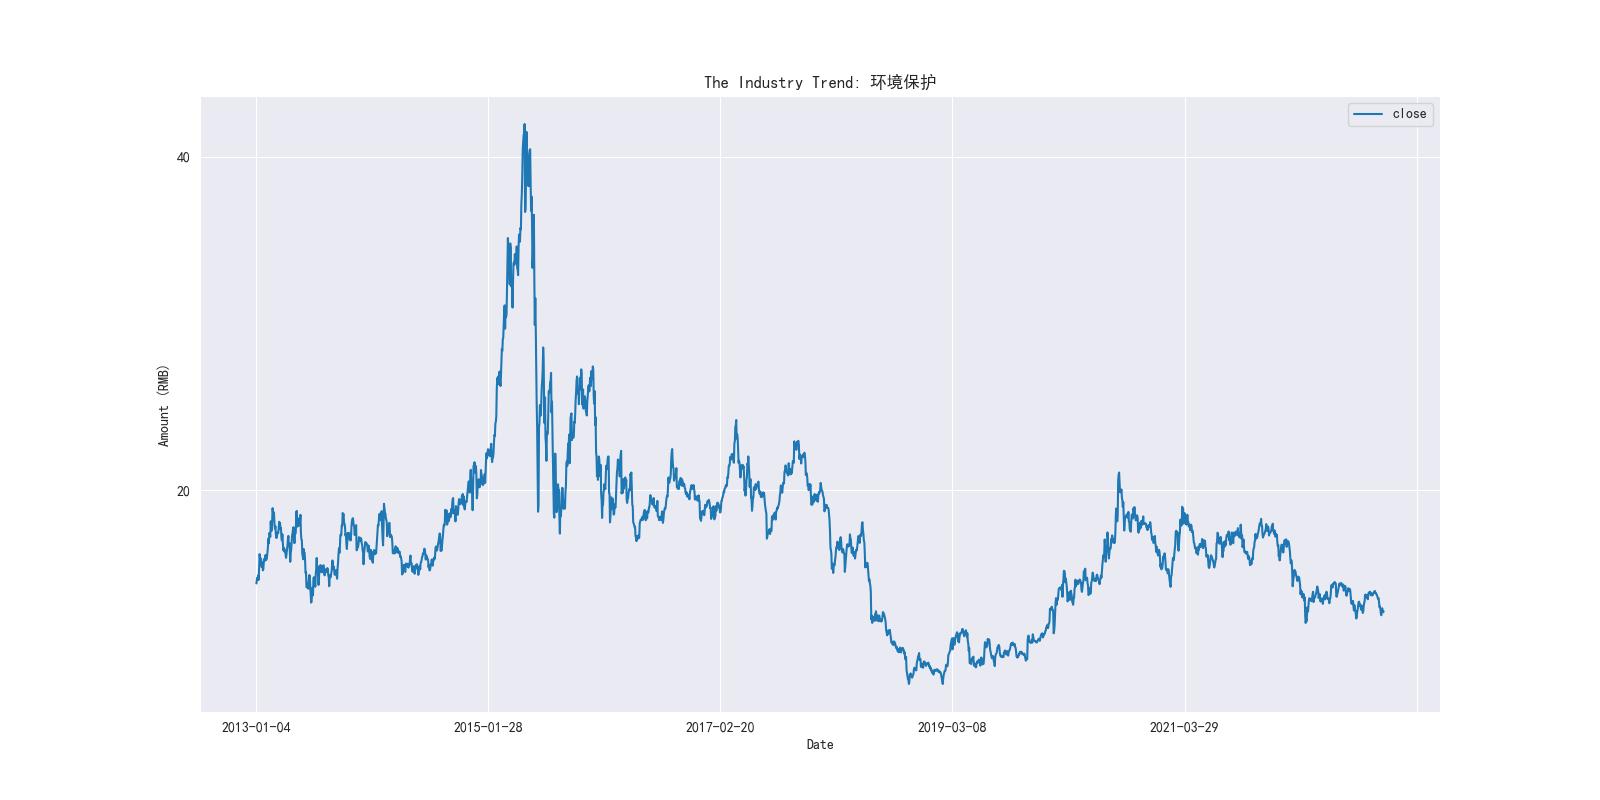 The Industry Trend: 环境保护
close
40
20
Amount (RMB)
2013-01-04
2015-01-28
2017-02-20
2019-03-08
2021-03-29
Date